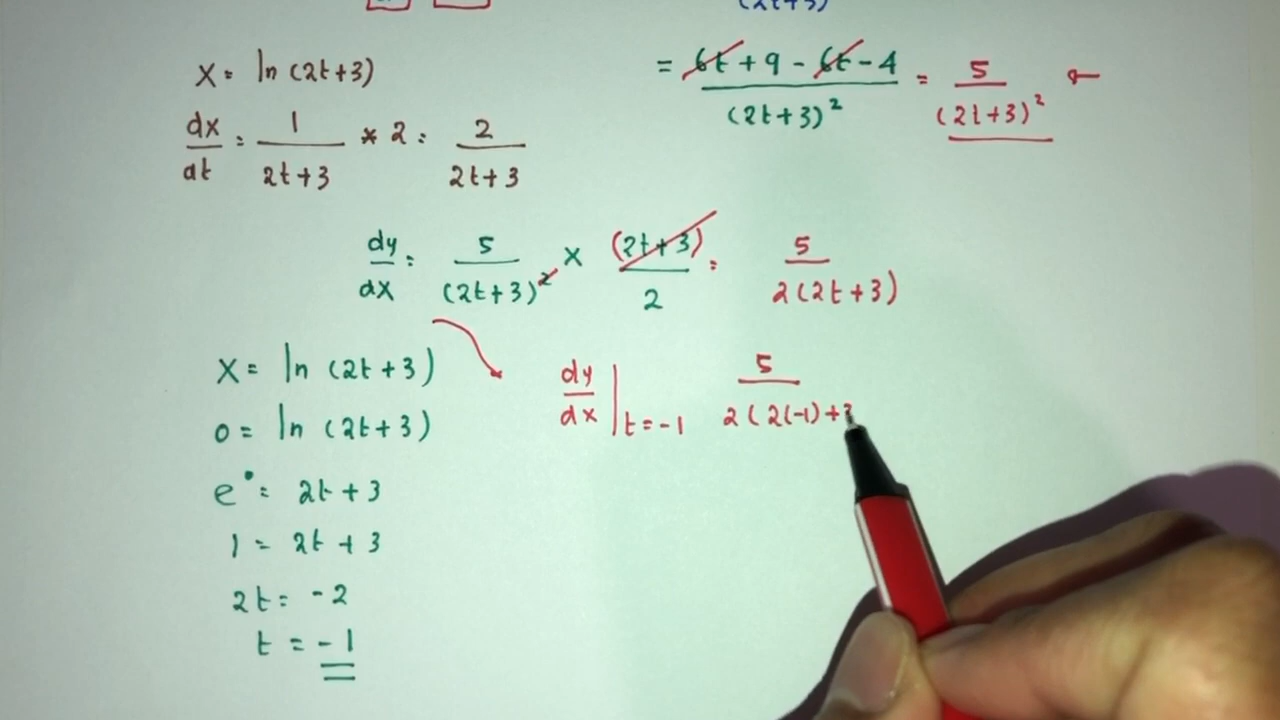 (2t+3)
x = ln (2t+3)
= 6t + 9 - 6t - 4 / (2t+3)² = 5 / (2t+3)² ←
dx/dt = 1 / 2t+3 * 2 = 2 / 2t+3
dy/dx = 5 / (2t+3)² × (2t+3) / 2 = 5 / 2(2t+3)
x = ln (2t+3)
dy/dx | t=-1 5 / 2(2(-1)+3
0 = ln (2t+3)
e⁰ = 2t+3
1 = 2t+3
2t = -2
t = -1